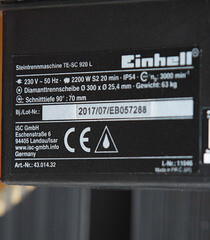 Einhell
Steintrennmaschine TE-SC 920 L
230 V ~ 50 Hz • 2200 W S2 20 min • IP54 • n₀: 3000 min⁻¹
Diamanttrennscheibe Ø 300 x Ø 25,4 mm • Gewicht: 63 kg
Schnitttiefe 90°: 70 mm
Bj./Lot-Nr.: 2017/07/EB057288
iSC GmbH
Eschenstraße 6
94405 Landau/Isar
www.isc-gmbh.info
Germany
Art.-Nr.: 43.014.32
I.-Nr.: 11046
Made in P.R.C.